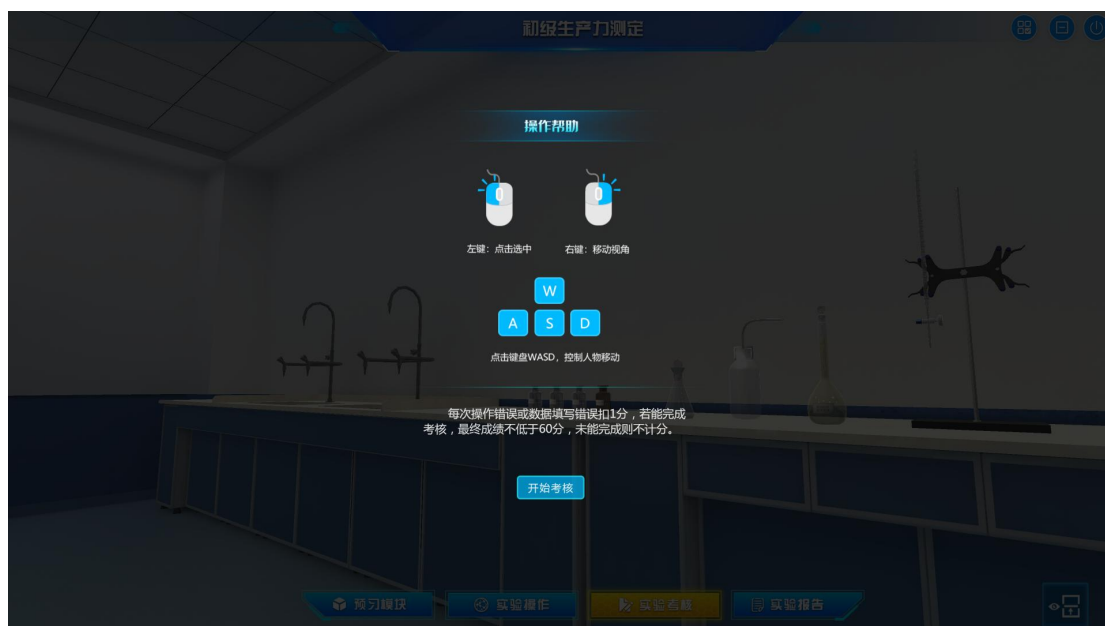 初级生产力测定
操作帮助
左键：点击选中
右键：移动视角
W
A S D
点击键盘WASD，控制人物移动
每次操作错误或数据填写错误扣1分，若能完成
考核，最终成绩不低于60分，未能完成则不计分。
开始考核
预习模块
实验操作
实验考核
实验报告